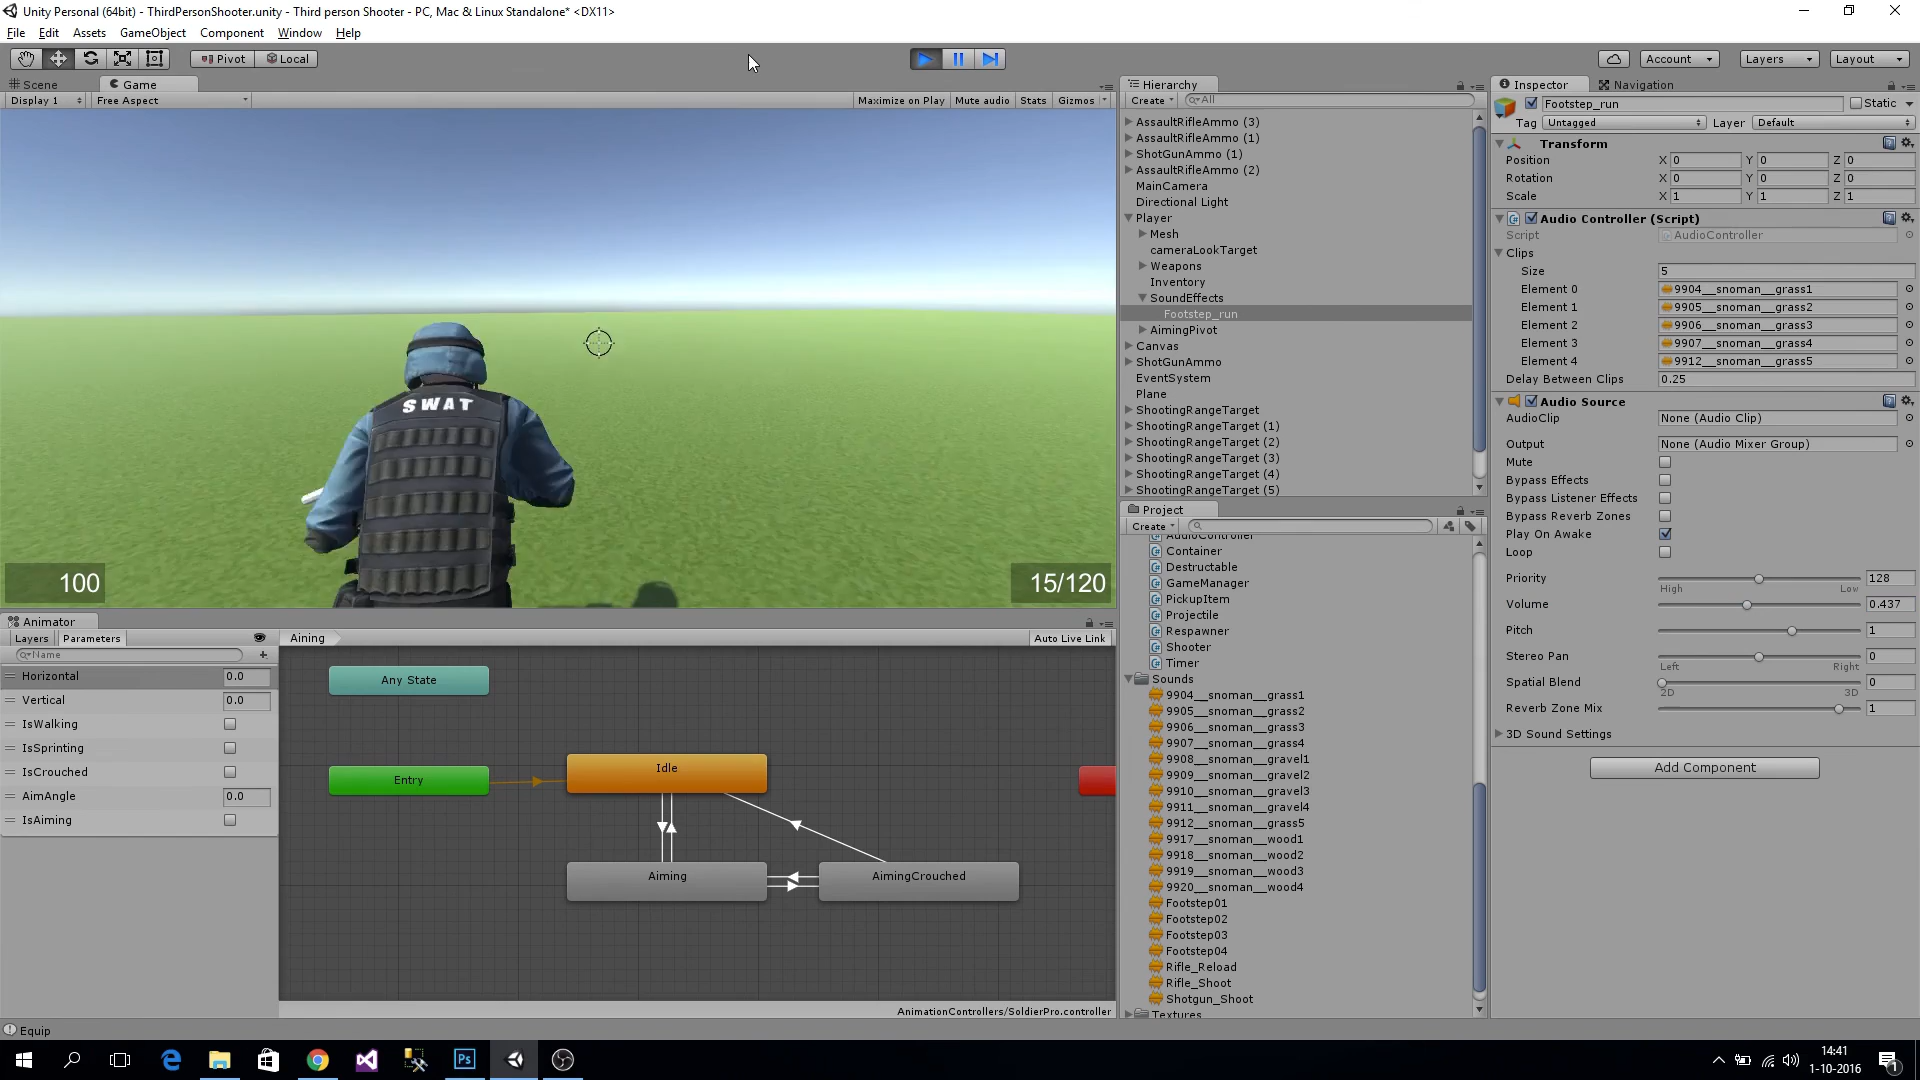 Unity Personal (64bit) - ThirdPersonShooter.unity - Third person Shooter - PC, Mac & Linux Standalone* <DX11>
File Edit Assets GameObject Component Window Help
Pivot Local Account Layers Layout
Scene Game
Display 1 Free Aspect Maximize on Play Mute audio Stats Gizmos
SWAT
100
15/120
Animator
Layers Parameters
Name
Horizontal 0.0
Vertical 0.0
IsWalking
IsSprinting
IsCrouched
AimAngle 0.0
IsAiming
Aining
Auto Live Link
Any State
Entry
Idle
Aiming
AimingCrouched
AnimationControllers/SoldierPro.controller
Hierarchy
Create All
AssaultRifleAmmo (3)
AssaultRifleAmmo (1)
ShotGunAmmo (1)
AssaultRifleAmmo (2)
MainCamera
Directional Light
Player
Mesh
cameraLookTarget
Weapons
Inventory
SoundEffects
Footstep_run
AimingPivot
Canvas
ShotGunAmmo
EventSystem
Plane
ShootingRangeTarget
ShootingRangeTarget (1)
ShootingRangeTarget (2)
ShootingRangeTarget (3)
ShootingRangeTarget (4)
ShootingRangeTarget (5)
Project
Create
AudioController
Container
Destructable
GameManager
PickupItem
Projectile
Respawner
Shooter
Timer
Sounds
9904__snoman__grass1
9905__snoman__grass2
9906__snoman__grass3
9907__snoman__grass4
9908__snoman__gravel1
9909__snoman__gravel2
9910__snoman__gravel3
9911__snoman__gravel4
9912__snoman__grass5
9917__snoman__wood1
9918__snoman__wood2
9919__snoman__wood3
9920__snoman__wood4
Footstep01
Footstep02
Footstep03
Footstep04
Rifle_Reload
Rifle_Shoot
Shotgun_Shoot
Textures
Inspector Navigation
Footstep_run Static
Tag Untagged Layer Default
Transform
Position X 0 Y 0 Z 0
Rotation X 0 Y 0 Z 0
Scale X 1 Y 1 Z 1
Audio Controller (Script)
Script AudioController
Clips
Size 5
Element 0 9904__snoman__grass1
Element 1 9905__snoman__grass2
Element 2 9906__snoman__grass3
Element 3 9907__snoman__grass4
Element 4 9912__snoman__grass5
Delay Between Clips 0.25
Audio Source
AudioClip None (Audio Clip)
Output None (Audio Mixer Group)
Mute
Bypass Effects
Bypass Listener Effects
Bypass Reverb Zones
Play On Awake
Loop
Priority 128
High Low
Volume 0.437
Pitch 1
Stereo Pan 0
Left Right
Spatial Blend 0
2D 3D
Reverb Zone Mix 1
3D Sound Settings
Add Component
Equip
Ps
14:41
1-10-2016
1